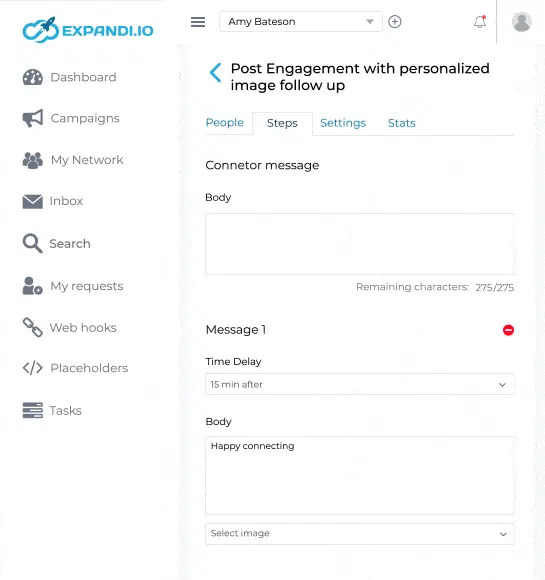 EXPANDI.IO
Amy Bateson
Dashboard
Campaigns
My Network
Inbox
Search
My requests
Web hooks
Placeholders
Tasks
Post Engagement with personalized
image follow up
People
Steps
Settings
Stats
Connetor message
Body
Remaining characters: 275/275
Message 1
Time Delay
15 min after
Body
Happy connecting
Select image